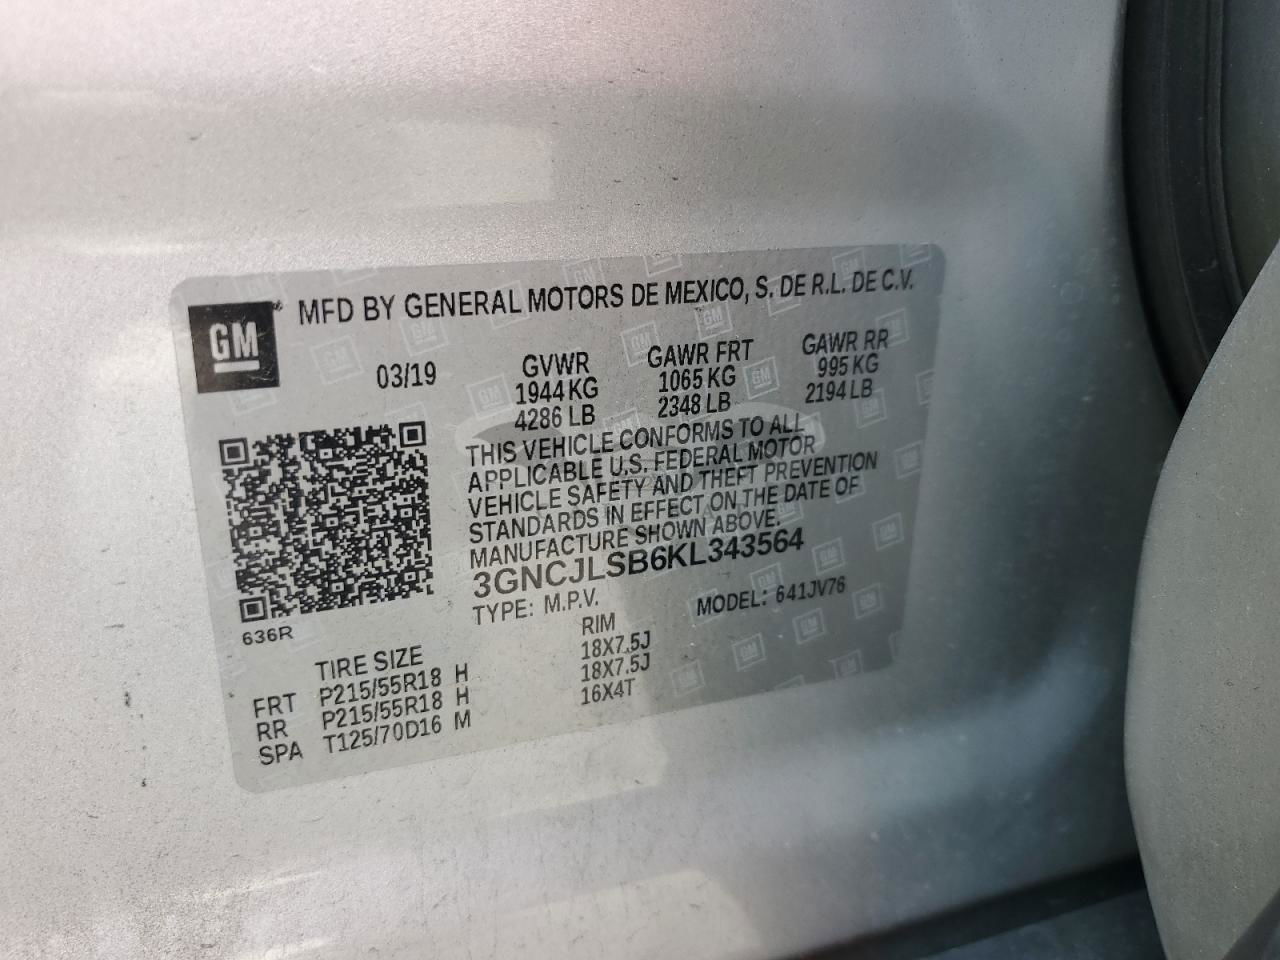 GM
MFD BY GENERAL MOTORS DE MEXICO, S. DE R.L. DE C.V.
03/19 GVWR GAWR FRT GAWR RR
1944 KG 1065 KG 995 KG
4286 LB 2348 LB 2194 LB
THIS VEHICLE CONFORMS TO ALL
APPLICABLE U.S. FEDERAL MOTOR
VEHICLE SAFETY AND THEFT PREVENTION
STANDARDS IN EFFECT ON THE DATE OF
MANUFACTURE SHOWN ABOVE.
3GNCJLSB6KL343564
TYPE: M.P.V. MODEL: 641JV76
636R
TIRE SIZE RIM
FRT P215/55R18 H 18X7.5J
RR P215/55R18 H 18X7.5J
SPA T125/70D16 M 16X4T